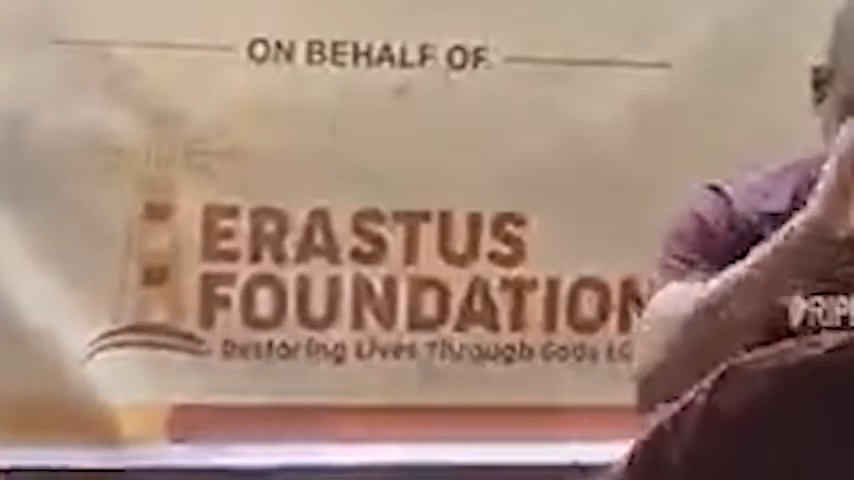 ON BEHALF OF
ERASTUS
FOUNDATION
Restoring Lives Through Gods